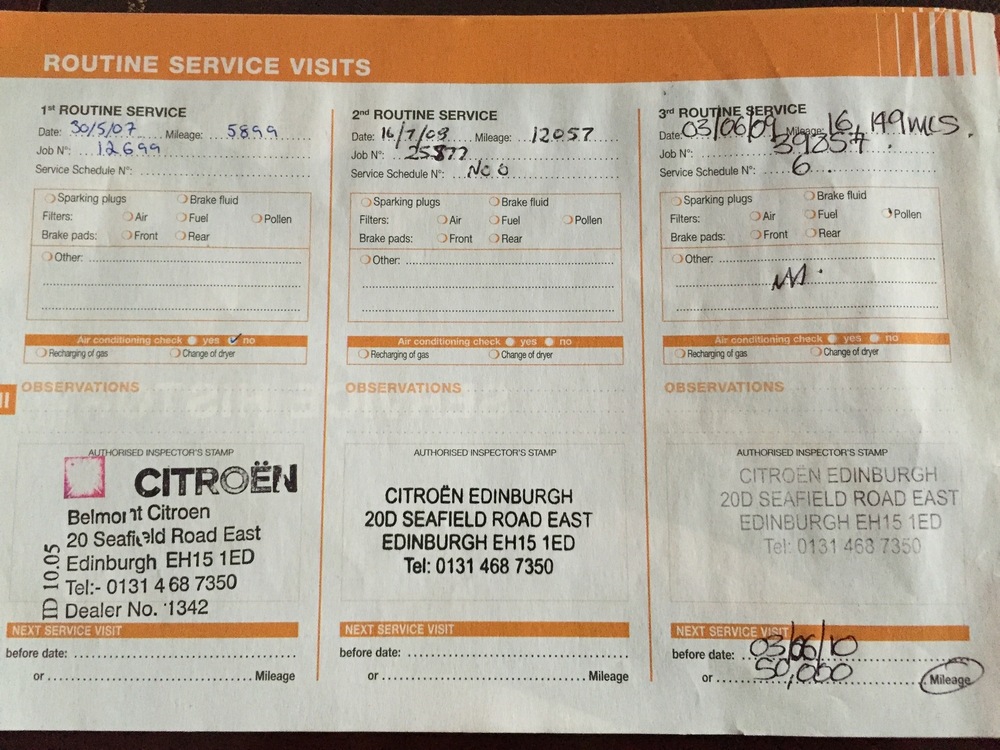 ROUTINE SERVICE VISITS
1st ROUTINE SERVICE
Date: 30/5/07 Mileage: 5899
Job Nº: 12699
Service Schedule Nº:
Sparking plugs Brake fluid
Filters: Air Fuel Pollen
Brake pads: Front Rear
Other:
Air conditioning check yes no
Recharging of gas Change of dryer
OBSERVATIONS
AUTHORISED INSPECTOR'S STAMP
CITROËN
Belmont Citroen
20 Seafield Road East
Edinburgh EH15 1ED
Tel:- 0131 468 7350
Dealer No. 1342
ID 10.05
NEXT SERVICE VISIT
before date:
or Mileage
2nd ROUTINE SERVICE
Date: 16/7/08 Mileage: 12057
Job Nº: 25877
Service Schedule Nº:
Sparking plugs Brake fluid
Filters: Air Fuel Pollen
Brake pads: Front Rear
Other:
Air conditioning check yes no
Recharging of gas Change of dryer
OBSERVATIONS
AUTHORISED INSPECTOR'S STAMP
CITROËN EDINBURGH
20D SEAFIELD ROAD EAST
EDINBURGH EH15 1ED
Tel: 0131 468 7350
NEXT SERVICE VISIT
before date:
or Mileage
3rd ROUTINE SERVICE
Date: 03/06/09 Mileage: 16,149 MLS.
Job Nº: 39857.
Service Schedule Nº: 6
Sparking plugs Brake fluid
Filters: Air Fuel Pollen
Brake pads: Front Rear
Other:
Air conditioning check yes no
Recharging of gas Change of dryer
OBSERVATIONS
AUTHORISED INSPECTOR'S STAMP
CITROËN EDINBURGH
20D SEAFIELD ROAD EAST
EDINBURGH EH15 1ED
Tel: 0131 468 7350
NEXT SERVICE VISIT
before date: 03/06/10
or 50,000 Mileage